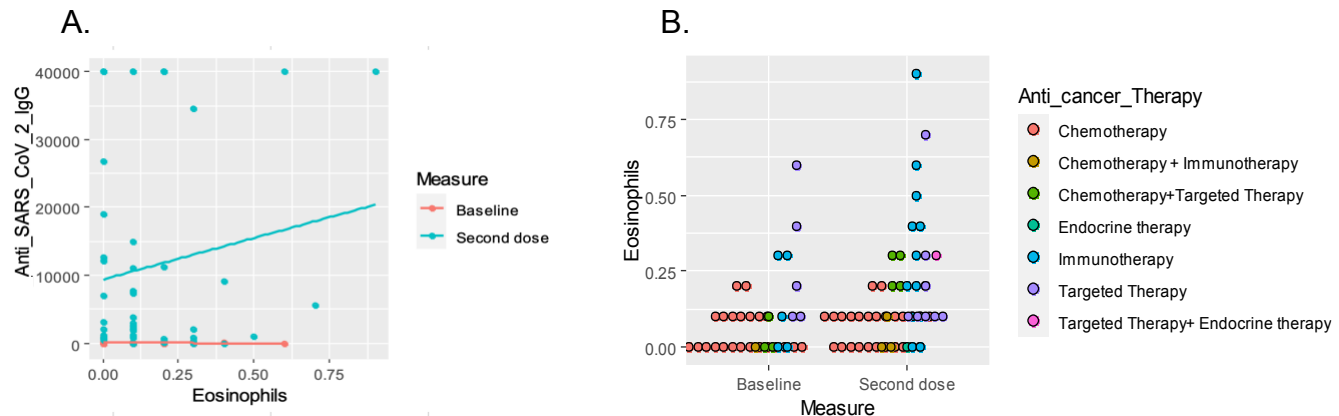 A.
Anti_SARS_CoV_2_IgG
40000
30000
20000
10000
0
0.00
0.25
0.50
0.75
Eosinophils
Measure
Baseline
Second dose
B.
Eosinophils
0.75
0.50
0.25
0.00
Baseline
Second dose
Measure
Anti_cancer_Therapy
Chemotherapy
Chemotherapy + Immunotherapy
Chemotherapy+Targeted Therapy
Endocrine therapy
Immunotherapy
Targeted Therapy
Targeted Therapy+ Endocrine therapy